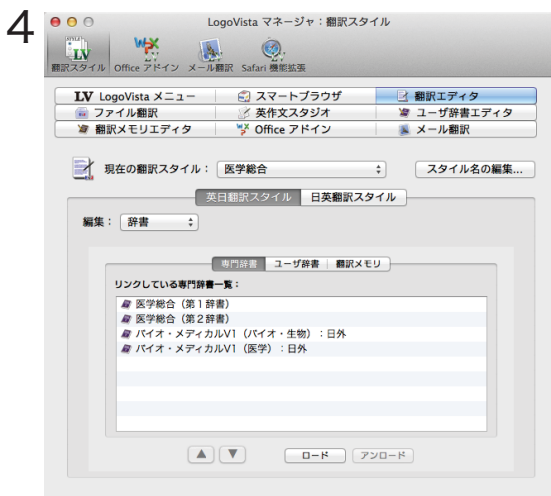 4
LogoVista マネージャ：翻訳スタイル
翻訳スタイル Office アドイン メール翻訳 Safari 機能拡張
LV LogoVista メニュー スマートブラウザ 翻訳エディタ
ファイル翻訳 英作文スタジオ ユーザ辞書エディタ
翻訳メモリエディタ Office アドイン メール翻訳
現在の翻訳スタイル： 医学総合 スタイル名の編集...
英日翻訳スタイル 日英翻訳スタイル
編集： 辞書
専門辞書 ユーザ辞書 翻訳メモリ
リンクしている専門辞書一覧：
医学総合（第１辞書）
医学総合（第２辞書）
バイオ・メディカルV1（バイオ・生物）：日外
バイオ・メディカルV1（医学）：日外
ロード アンロード